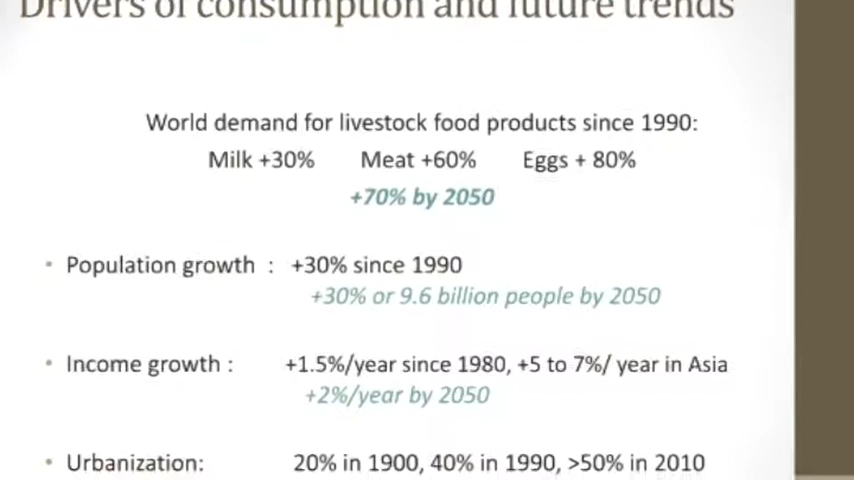 Drivers of consumption and future trends
World demand for livestock food products since 1990:
Milk +30% Meat +60% Eggs + 80%
+70% by 2050
• Population growth : +30% since 1990
+30% or 9.6 billion people by 2050
• Income growth : +1.5%/year since 1980, +5 to 7%/ year in Asia
+2%/year by 2050
• Urbanization: 20% in 1900, 40% in 1990, >50% in 2010